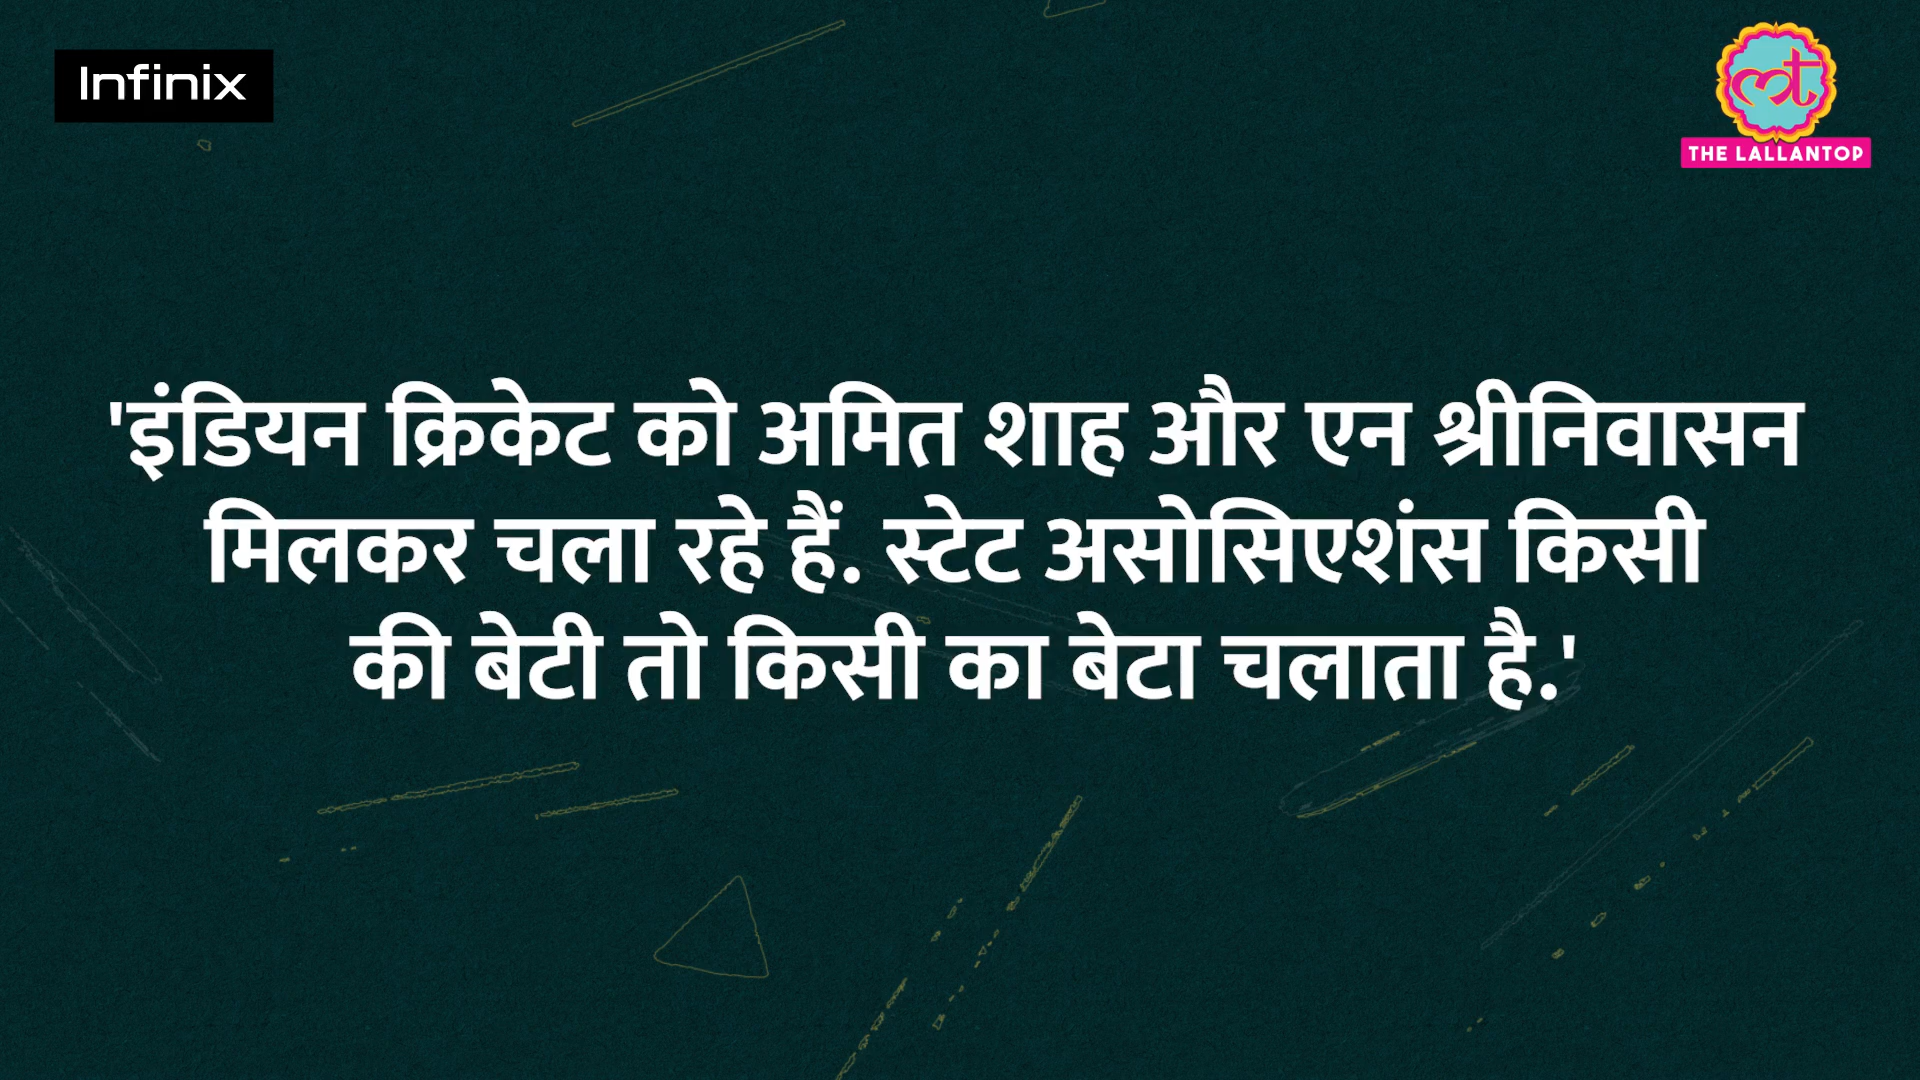 Infinix
THE LALLANTOP
'इंडियन क्रिकेट को अमित शाह और एन श्रीनिवासन
मिलकर चला रहे हैं. स्टेट असोसिएशंस किसी
की बेटी तो किसी का बेटा चलाता है.'